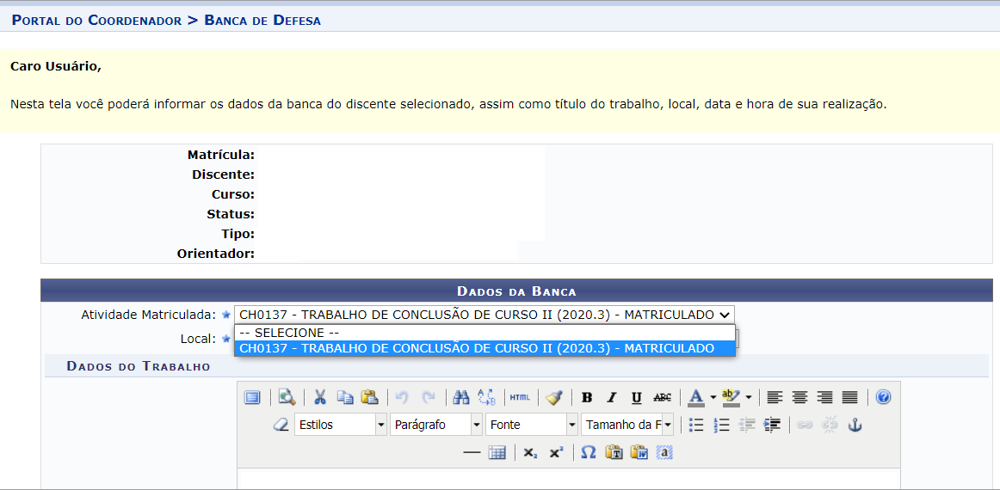 Portal do Coordenador > Banca de Defesa
Caro Usuário,
Nesta tela você poderá informar os dados da banca do discente selecionado, assim como título do trabalho, local, data e hora de sua realização.
Matrícula:
Discente:
Curso:
Status:
Tipo:
Orientador:
Dados da Banca
Atividade Matriculada: CH0137 - TRABALHO DE CONCLUSÃO DE CURSO II (2020.3) - MATRICULADO
-- SELECIONE --
Local: CH0137 - TRABALHO DE CONCLUSÃO DE CURSO II (2020.3) - MATRICULADO
Dados do Trabalho
HTML B I U ABC A ab
Estilos Parágrafo Fonte Tamanho da F
x₂ x² Ω T W a